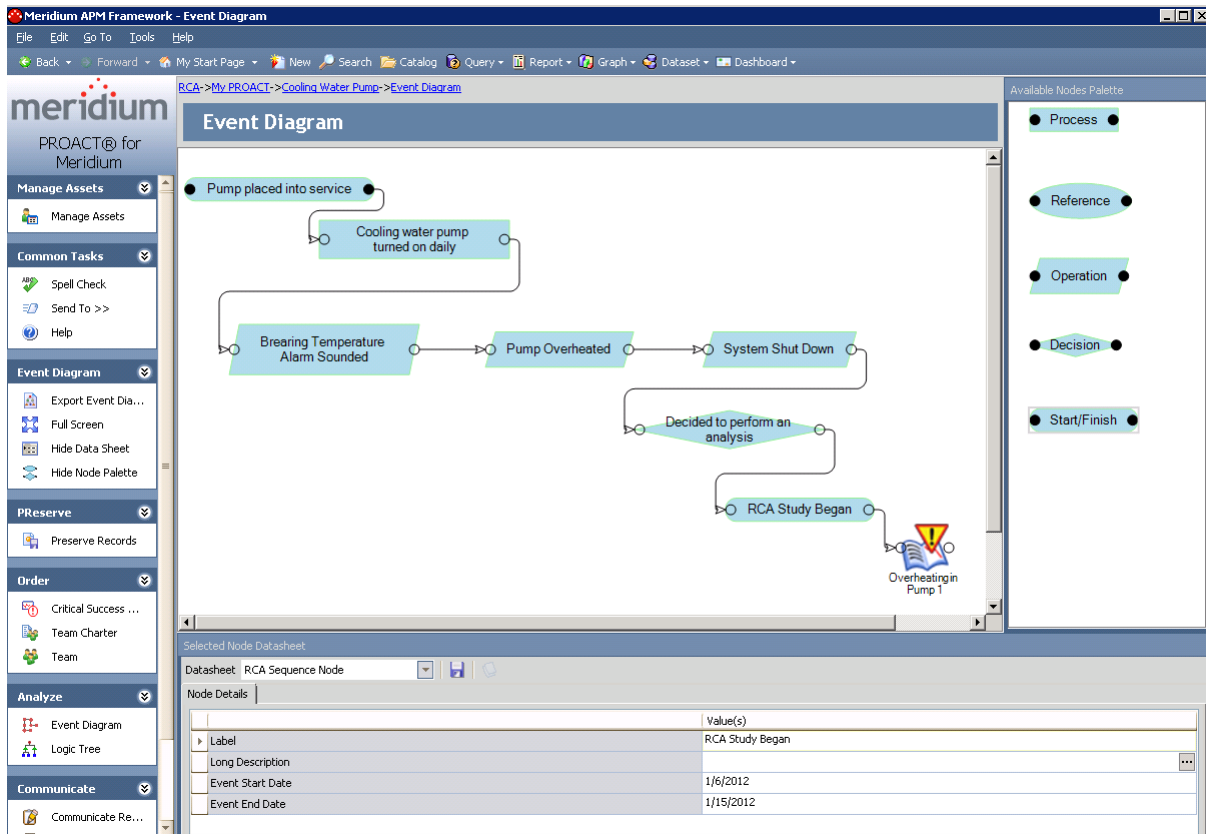 Meridium APM Framework - Event Diagram
File Edit Go To Tools Help
Back Forward My Start Page New Search Catalog Query Report Graph Dataset Dashboard
meridium
PROACT® for
Meridium
Manage Assets
Manage Assets
Common Tasks
Spell Check
Send To >>
Help
Event Diagram
Export Event Dia...
Full Screen
Hide Data Sheet
Hide Node Palette
PReserve
Preserve Records
Order
Critical Success ...
Team Charter
Team
Analyze
Event Diagram
Logic Tree
Communicate
Communicate Re...
RCA->My PROACT->Cooling Water Pump->Event Diagram
Event Diagram
Pump placed into service
Cooling water pump
turned on daily
Brearing Temperature
Alarm Sounded
Pump Overheated
System Shut Down
Decided to perform an
analysis
RCA Study Began
Overheating in
Pump 1
Available Nodes Palette
Process
Reference
Operation
Decision
Start/Finish
Selected Node Datasheet
Datasheet RCA Sequence Node
Node Details
Value(s)
Label RCA Study Began
Long Description
Event Start Date 1/6/2012
Event End Date 1/15/2012